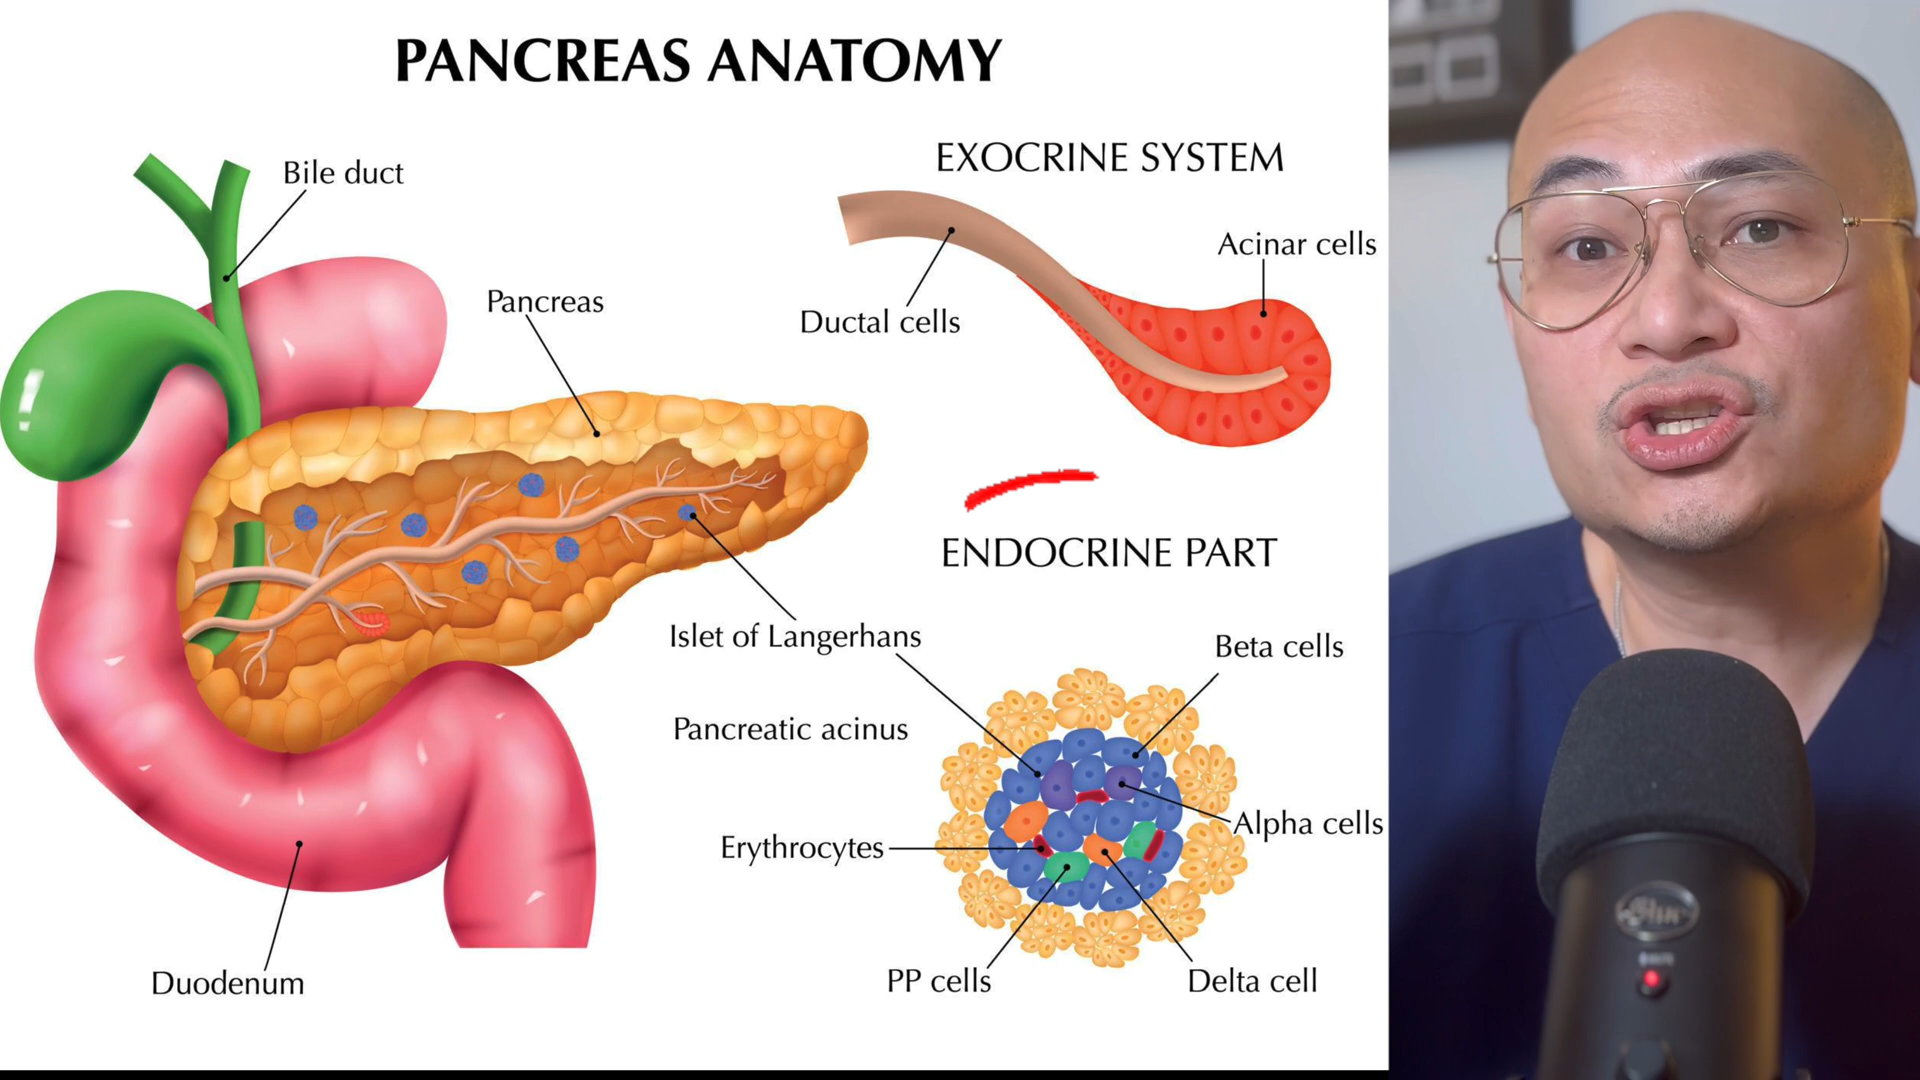 PANCREAS ANATOMY
Bile duct
EXOCRINE SYSTEM
Acinar cells
Pancreas
Ductal cells
ENDOCRINE PART
Islet of Langerhans
Beta cells
Pancreatic acinus
Alpha cells
Erythrocytes
PP cells
Delta cell
Duodenum